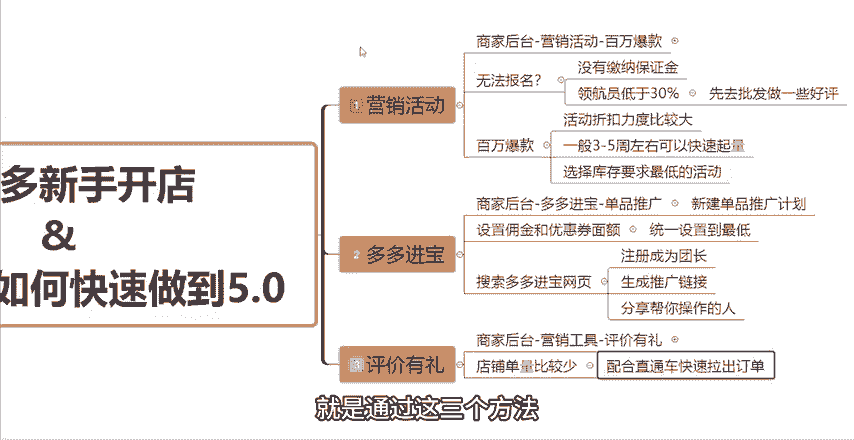 多新手开店
&
如何快速做到5.0
1 营销活动
商家后台-营销活动-百万爆款
无法报名?
没有缴纳保证金
领航员低于30%
先去批发做一些好评
百万爆款
活动折扣力度比较大
一般3-5周左右可以快速起量
选择库存要求最低的活动
2 多多进宝
商家后台-多多进宝-单品推广
新建单品推广计划
设置佣金和优惠券面额
统一设置到最低
搜索多多进宝网页
注册成为团长
生成推广链接
分享帮你操作的人
3 评价有礼
商家后台-营销工具-评价有礼
店铺单量比较少
配合直通车快速拉出订单
就是通过这三个方法